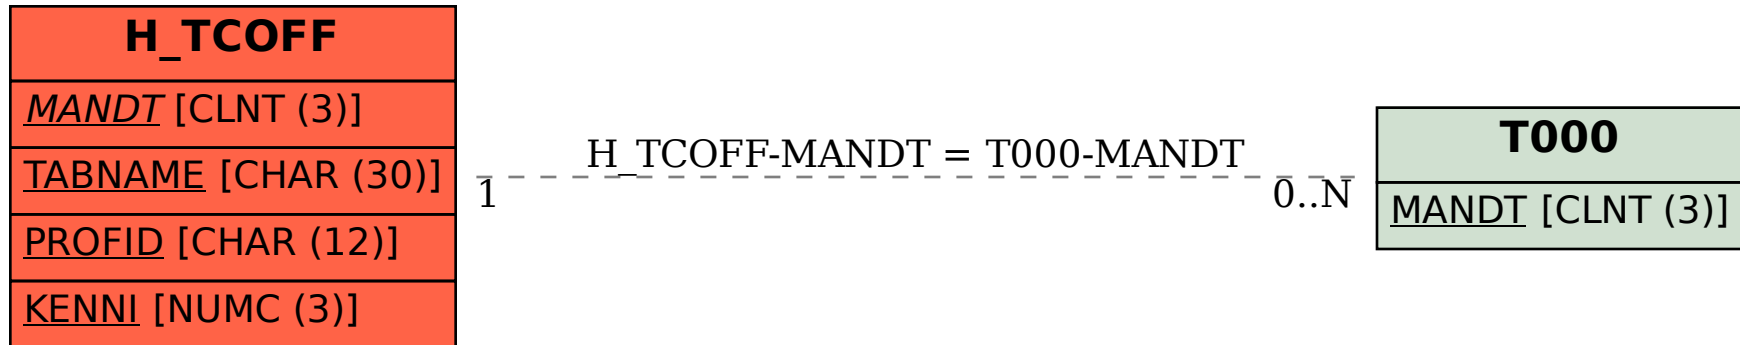 H_TCOFF
MANDT [CLNT (3)]
TABNAME [CHAR (30)]
PROFID [CHAR (12)]
KENNI [NUMC (3)]
H_TCOFF-MANDT = T000-MANDT
1
0..N
T000
MANDT [CLNT (3)]